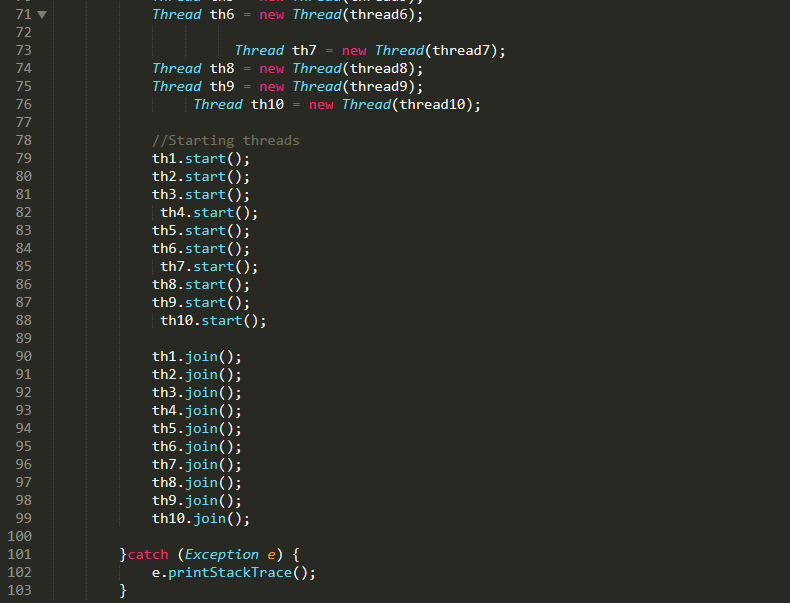 71 Thread th6 = new Thread(thread6);
72
73 Thread th7 = new Thread(thread7);
74 Thread th8 = new Thread(thread8);
75 Thread th9 = new Thread(thread9);
76 Thread th10 = new Thread(thread10);
77
78 //Starting threads
79 th1.start();
80 th2.start();
81 th3.start();
82 th4.start();
83 th5.start();
84 th6.start();
85 th7.start();
86 th8.start();
87 th9.start();
88 th10.start();
89
90 th1.join();
91 th2.join();
92 th3.join();
93 th4.join();
94 th5.join();
95 th6.join();
96 th7.join();
97 th8.join();
98 th9.join();
99 th10.join();
100
101 }catch (Exception e) {
102 e.printStackTrace();
103 }